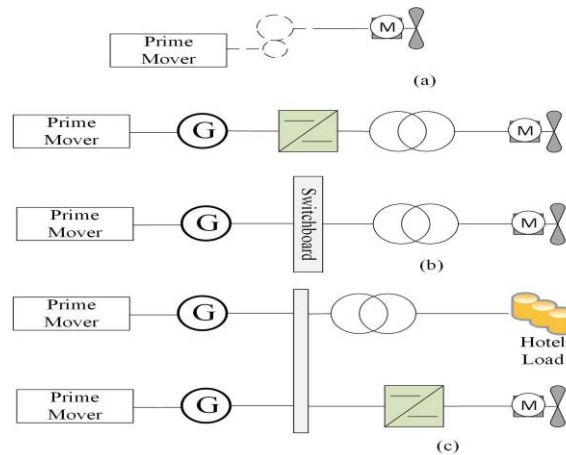 Prime
Mover
M
(a)
Prime
Mover
G
M
Prime
Mover
G
Switchboard
M
(b)
Prime
Mover
G
Hotel
Load
Prime
Mover
G
M
(c)